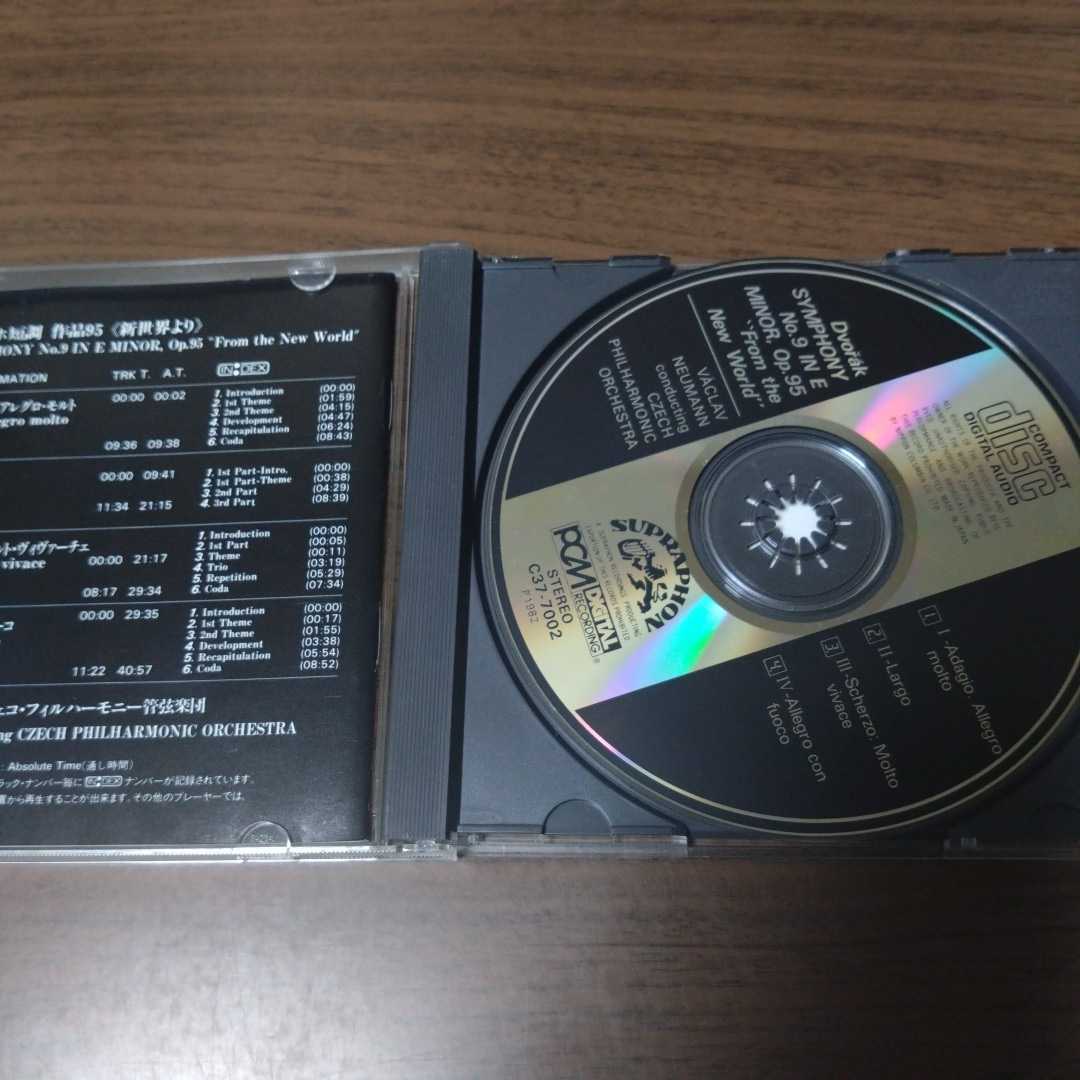 短調 作品95《新世界より》
HONY No.9 IN E MINOR, Op.95 "From the New World"
MATION TRK T. A.T. INDEX
アレグロ・モルト 00:00 00:02 1. Introduction (00:00)
egro molto 2. 1st Theme (01:59)
3. 2nd Theme (04:15)
4. Development (04:47)
5. Recapitulation (06:24)
09:36 09:38 6. Coda (08:43)
00:00 09:41 1. 1st Part-Intro. (00:00)
2. 1st Part-Theme (00:38)
3. 2nd Part (04:29)
11:34 21:15 4. 3rd Part (08:39)
ルト・ヴィヴァーチェ 1. Introduction (00:00)
vivace 00:00 21:17 2. 1st Part (00:05)
3. Theme (00:11)
4. Trio (03:19)
5. Repetition (05:29)
08:17 29:34 6. Coda (07:34)
00:00 29:35 1. Introduction (00:00)
ーコ 2. 1st Theme (00:17)
3. 2nd Theme (01:55)
4. Development (03:38)
5. Recapitulation (05:54)
11:22 40:57 6. Coda (08:52)
ェコ・フィルハーモニー管弦楽団
ng CZECH PHILHARMONIC ORCHESTRA
: Absolute Time(通し時間)
ラック・ナンバー毎に INDEX ナンバーが記録されています。
置から再生することが出来ます。その他のプレーヤーでは、
Dvořák
SYMPHONY
No.9 IN E
MINOR, Op.95
"From the
New World"
VÁCLAV
NEUMANN
conducting
CZECH
PHILHARMONIC
ORCHESTRA
COMPACT
disc
DIGITAL AUDIO
SUPRAPHON
PCM DIGITAL
RECORDING®
STEREO
C37-7002
P 1982
1 I-Adagio. Allegro
molto
2 II-Largo
3 III-Scherzo: Molto
vivace
4 IV-Allegro con
fuoco